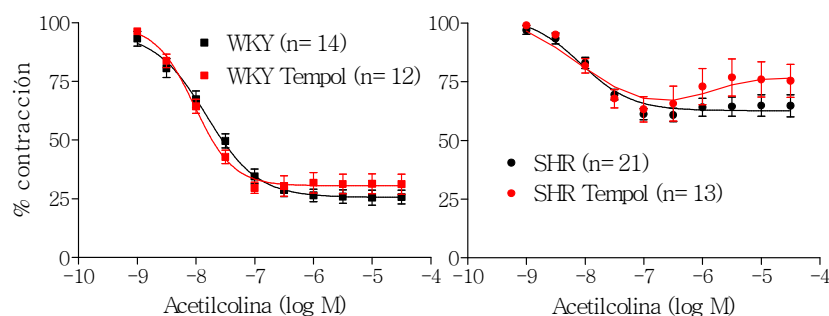 % contracción
100
75
50
25
0
WKY (n=14)
WKY Tempol (n=12)
-10 -9 -8 -7 -6 -5 -4
Acetilcolina (log M)
100
75
50
25
0
SHR (n=21)
SHR Tempol (n=13)
-10 -9 -8 -7 -6 -5 -4
Acetilcolina (log M)